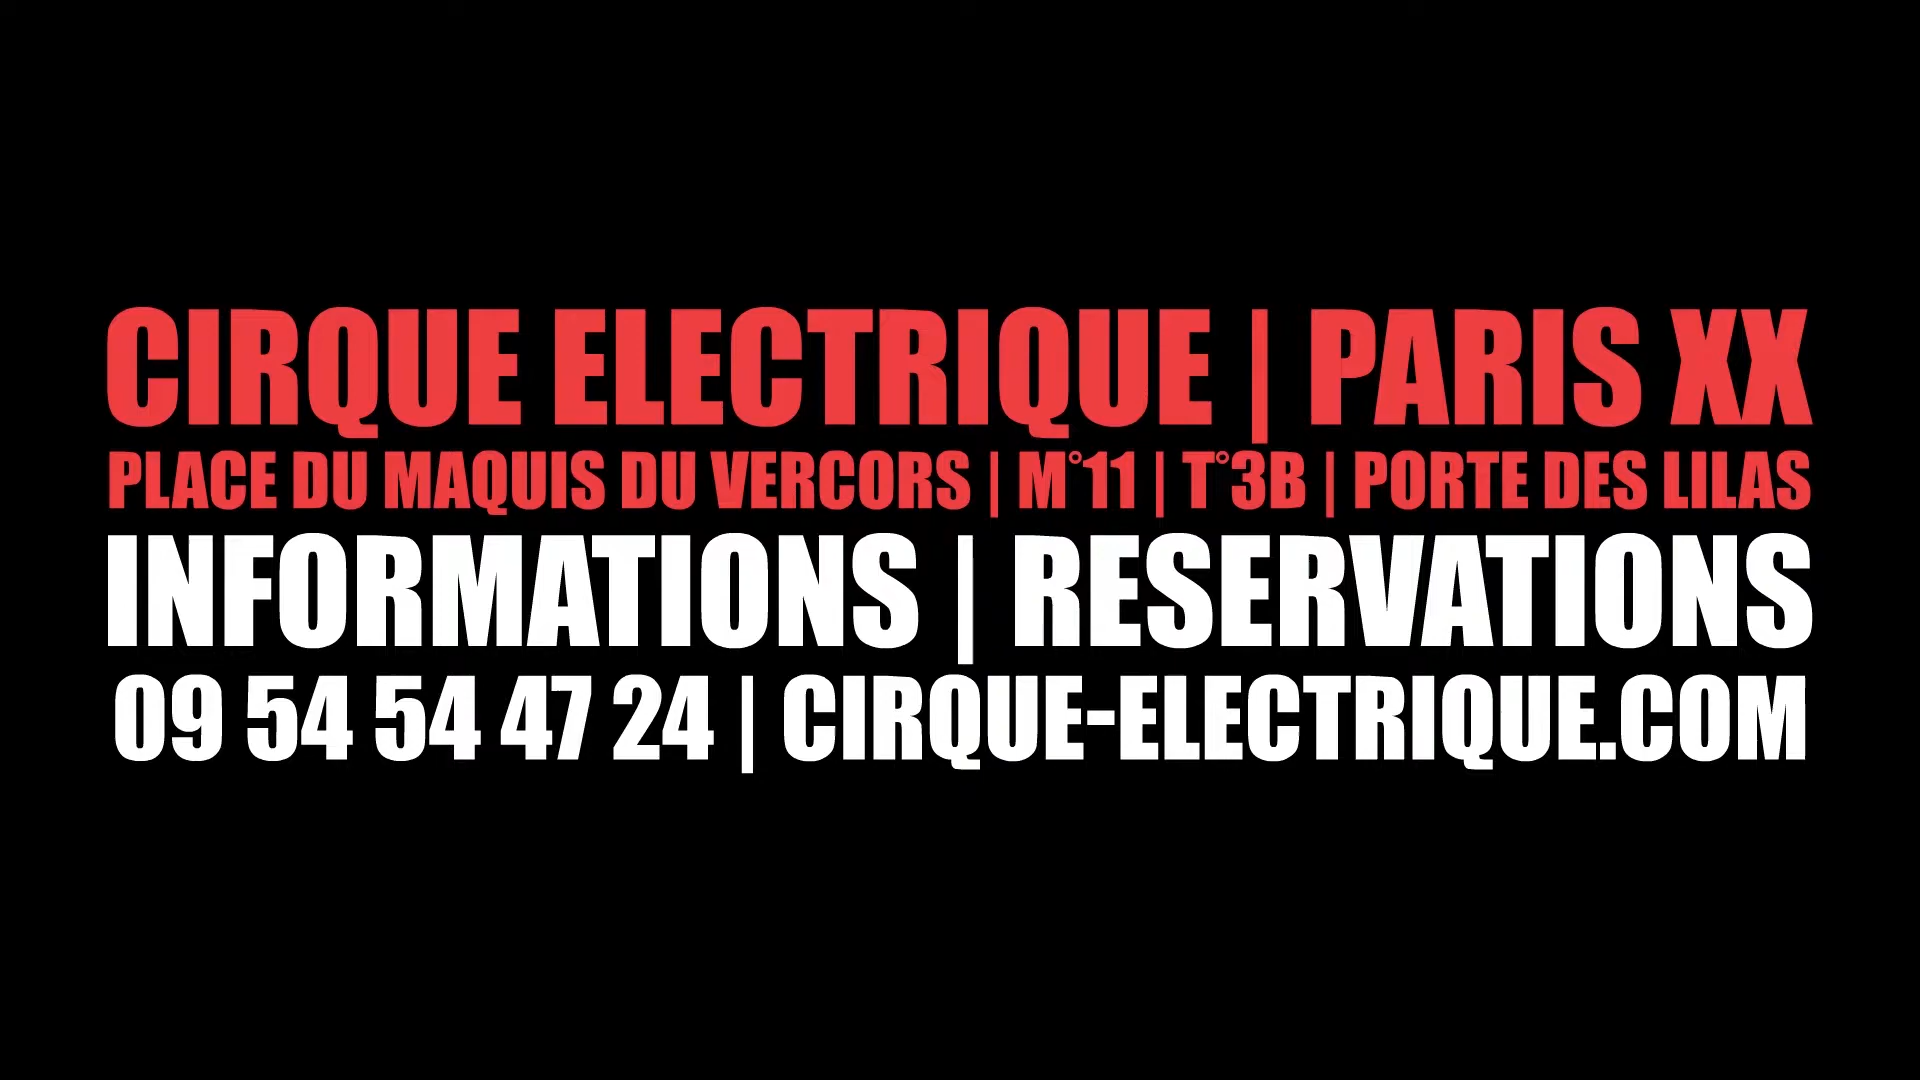 CIRQUE ELECTRIQUE | PARIS XX
PLACE DU MAQUIS DU VERCORS | M°11 | T°3B | PORTE DES LILAS
INFORMATIONS | RESERVATIONS
09 54 54 47 24 | CIRQUE-ELECTRIQUE.COM